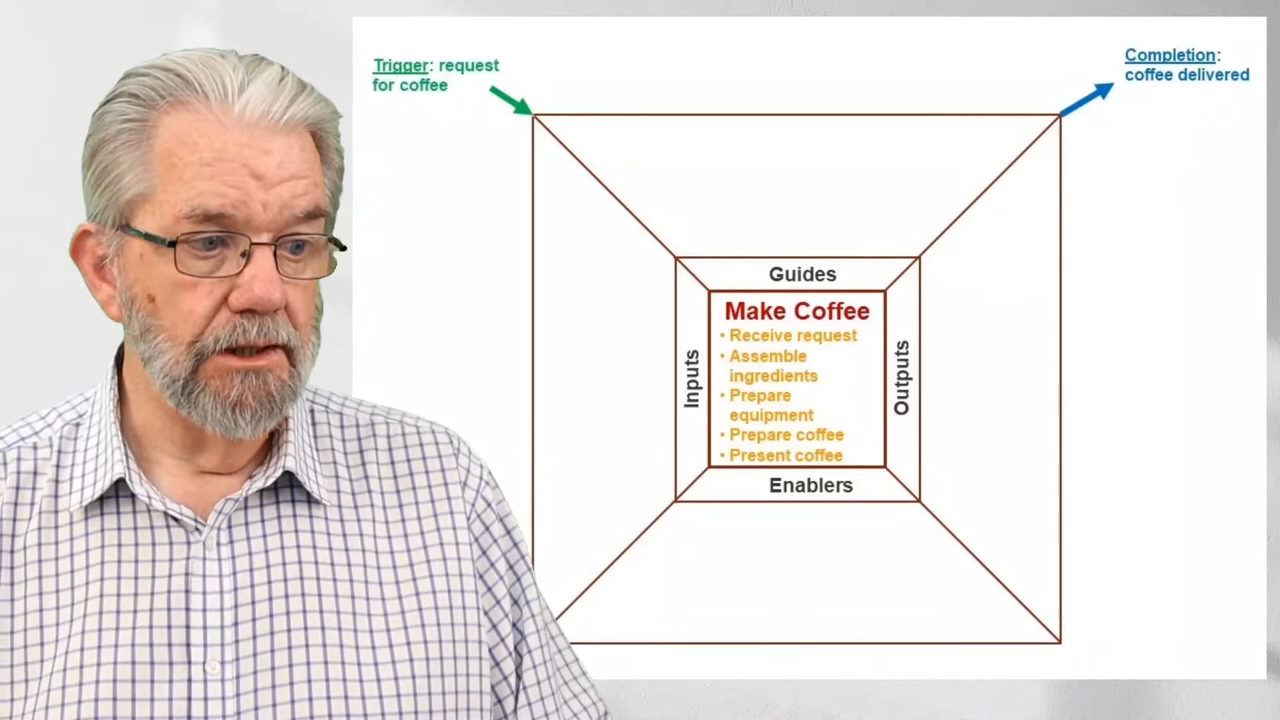 Trigger: request
for coffee
Completion:
coffee delivered
Guides
Make Coffee
• Receive request
• Assemble
ingredients
• Prepare
equipment
• Prepare coffee
• Present coffee
Inputs
Outputs
Enablers